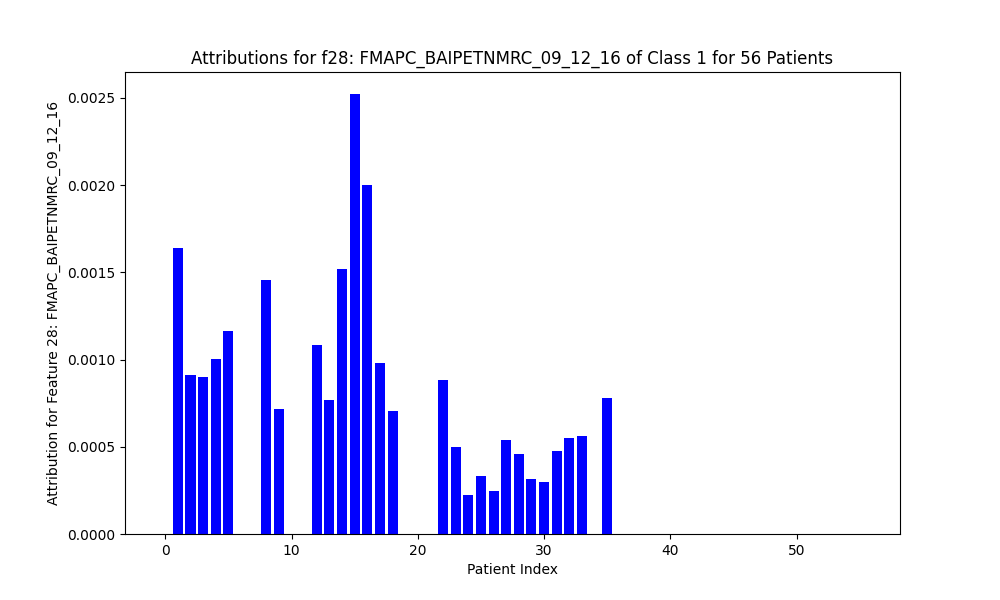 Attributions for f28: FMAPC_BAIPETNMRC_09_12_16 of Class 1 for 56 Patients
Attribution for Feature 28: FMAPC_BAIPETNMRC_09_12_16
0.0025
0.0020
0.0015
0.0010
0.0005
0.0000
0 10 20 30 40 50
Patient Index